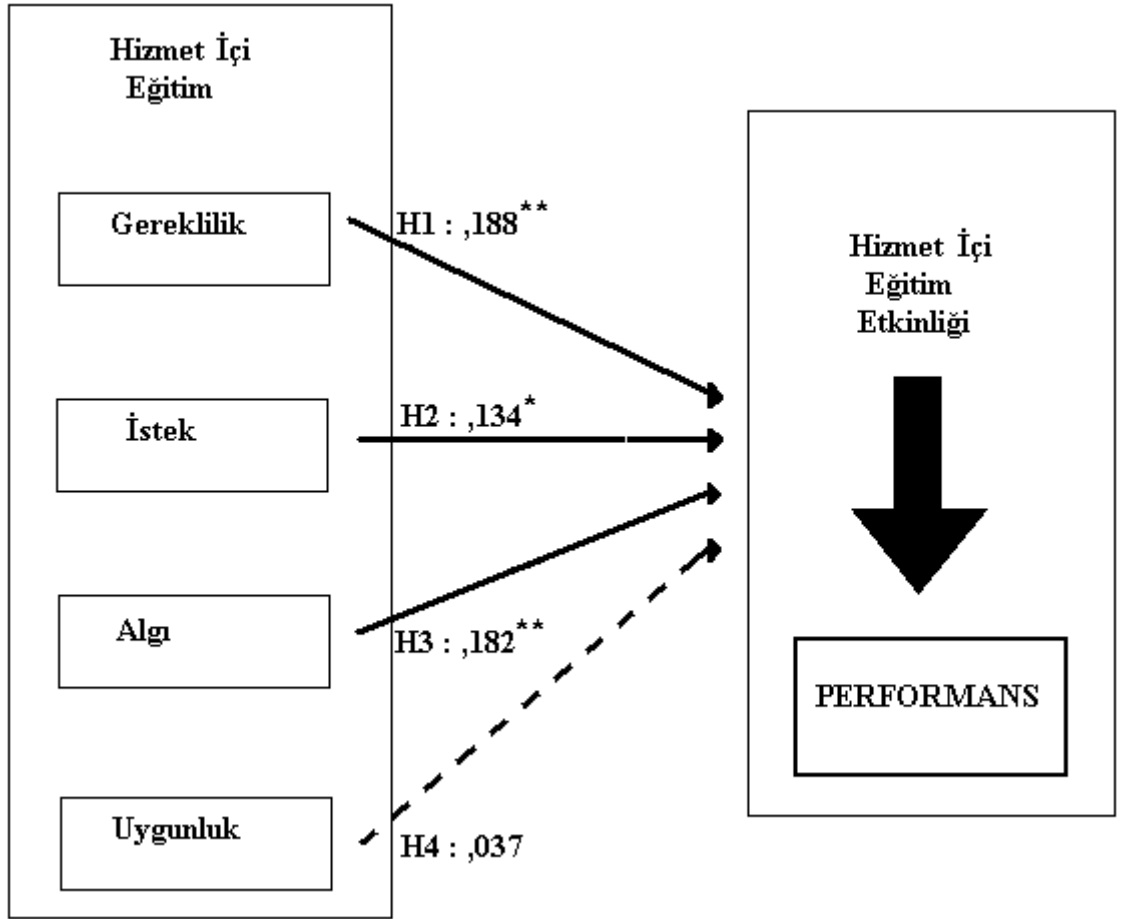 Hizmet İçi
Eğitim
Gereklilik
H1 : ,188**
İstek
H2 : ,134*
Algı
H3 : ,182**
Uygunluk
H4 : ,037
Hizmet İçi
Eğitim
Etkinliği
PERFORMANS